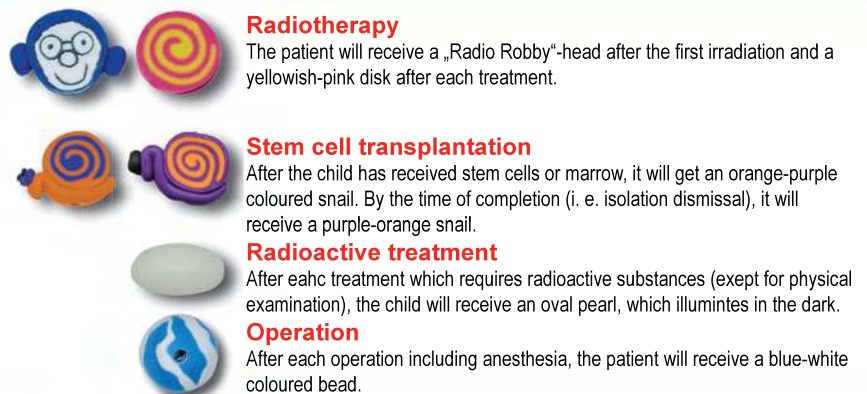 Radiotherapy
The patient will receive a „Radio Robby“-head after the first irradiation and a
yellowish-pink disk after each treatment.
Stem cell transplantation
After the child has received stem cells or marrow, it will get an orange-purple
coloured snail. By the time of completion (i. e. isolation dismissal), it will
receive a purple-orange snail.
Radioactive treatment
After eahc treatment which requires radioactive substances (exept for physical
examination), the child will receive an oval pearl, which illumintes in the dark.
Operation
After each operation including anesthesia, the patient will receive a blue-white
coloured bead.